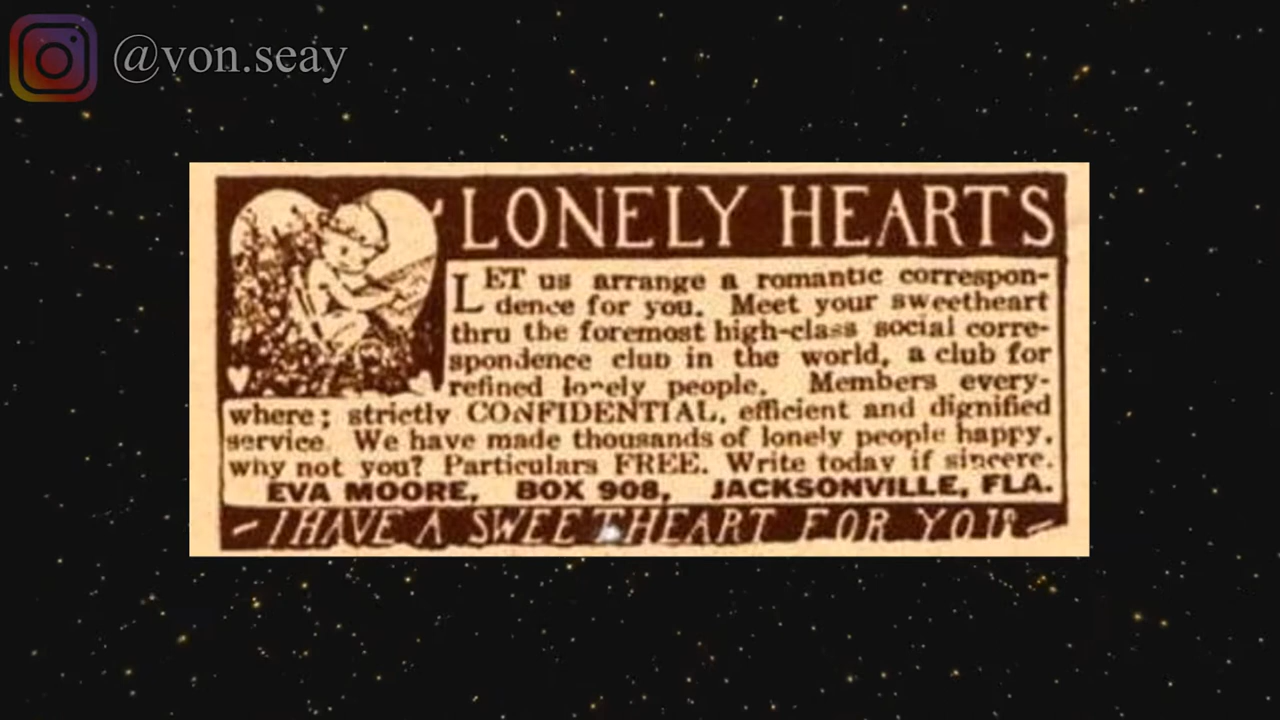 @von.seay
LONELY HEARTS
LET us arrange a romantic correspon-
dence for you. Meet your sweetheart
thru the foremost high-class social corre-
spondence club in the world, a club for
refined lonely people. Members every-
where; strictly CONFIDENTIAL, efficient and dignified
service. We have made thousands of lonely people happy,
why not you? Particulars FREE. Write today if sincere.
EVA MOORE, BOX 908, JACKSONVILLE, FLA.
- I HAVE A SWEETHEART FOR YOU -